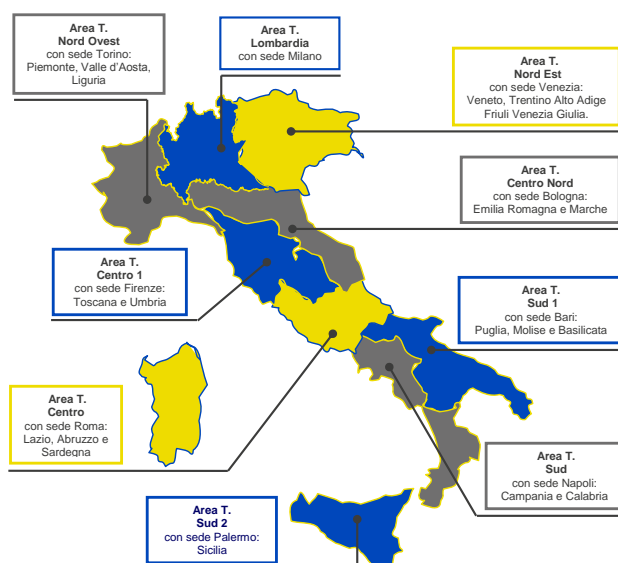 Area T.
Nord Ovest
con sede Torino:
Piemonte, Valle d'Aosta,
Liguria
Area T.
Lombardia
con sede Milano
Area T.
Nord Est
con sede Venezia:
Veneto, Trentino Alto Adige
Friuli Venezia Giulia.
Area T.
Centro Nord
con sede Bologna:
Emilia Romagna e Marche
Area T.
Centro 1
con sede Firenze:
Toscana e Umbria
Area T.
Sud 1
con sede Bari:
Puglia, Molise e Basilicata
Area T.
Centro
con sede Roma:
Lazio, Abruzzo e
Sardegna
Area T.
Sud
con sede Napoli:
Campania e Calabria
Area T.
Sud 2
con sede Palermo:
Sicilia